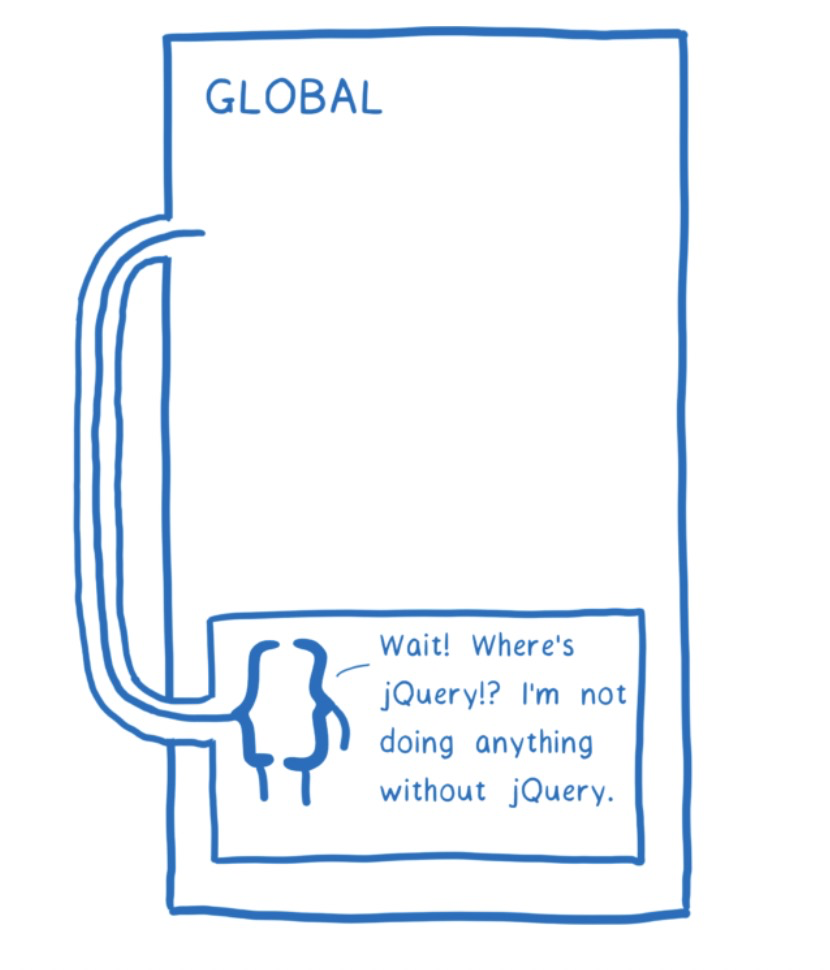 GLOBAL
Wait! Where's
jQuery!? I'm not
doing anything
without jQuery.